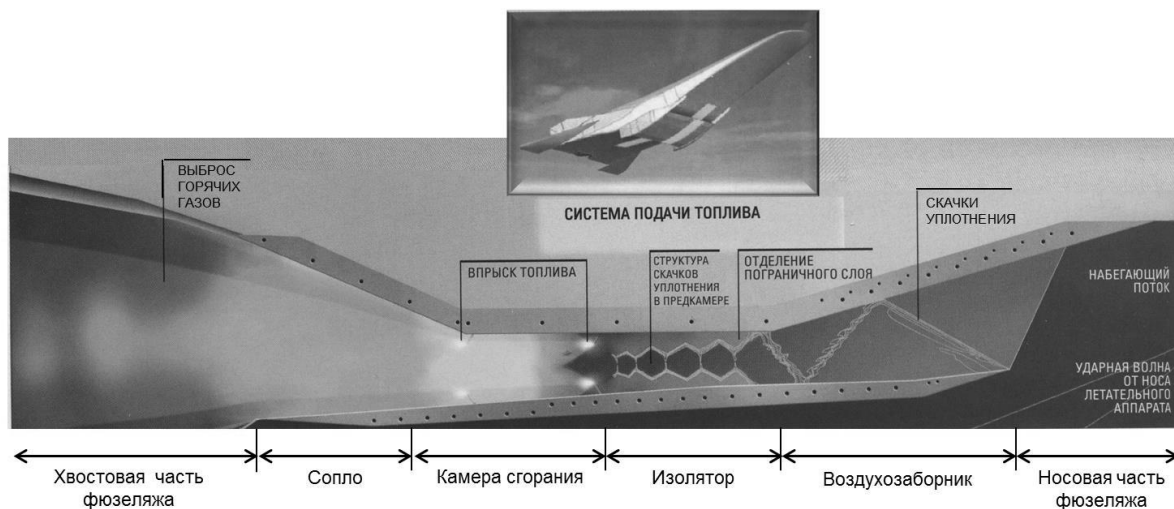 СИСТЕМА ПОДАЧИ ТОПЛИВА
ВЫБРОС
ГОРЯЧИХ
ГАЗОВ
ВПРЫСК ТОПЛИВА
СТРУКТУРА
СКАЧКОВ
УПЛОТНЕНИЯ
В ПРЕДКАМЕРЕ
ОТДЕЛЕНИЕ
ПОГРАНИЧНОГО СЛОЯ
СКАЧКИ
УПЛОТНЕНИЯ
НАБЕГАЮЩИЙ
ПОТОК
УДАРНАЯ ВОЛНА
ОТ НОСА
ЛЕТАТЕЛЬНОГО
АППАРАТА
Хвостовая часть
фюзеляжа
Сопло
Камера сгорания
Изолятор
Воздухозаборник
Носовая часть
фюзеляжа